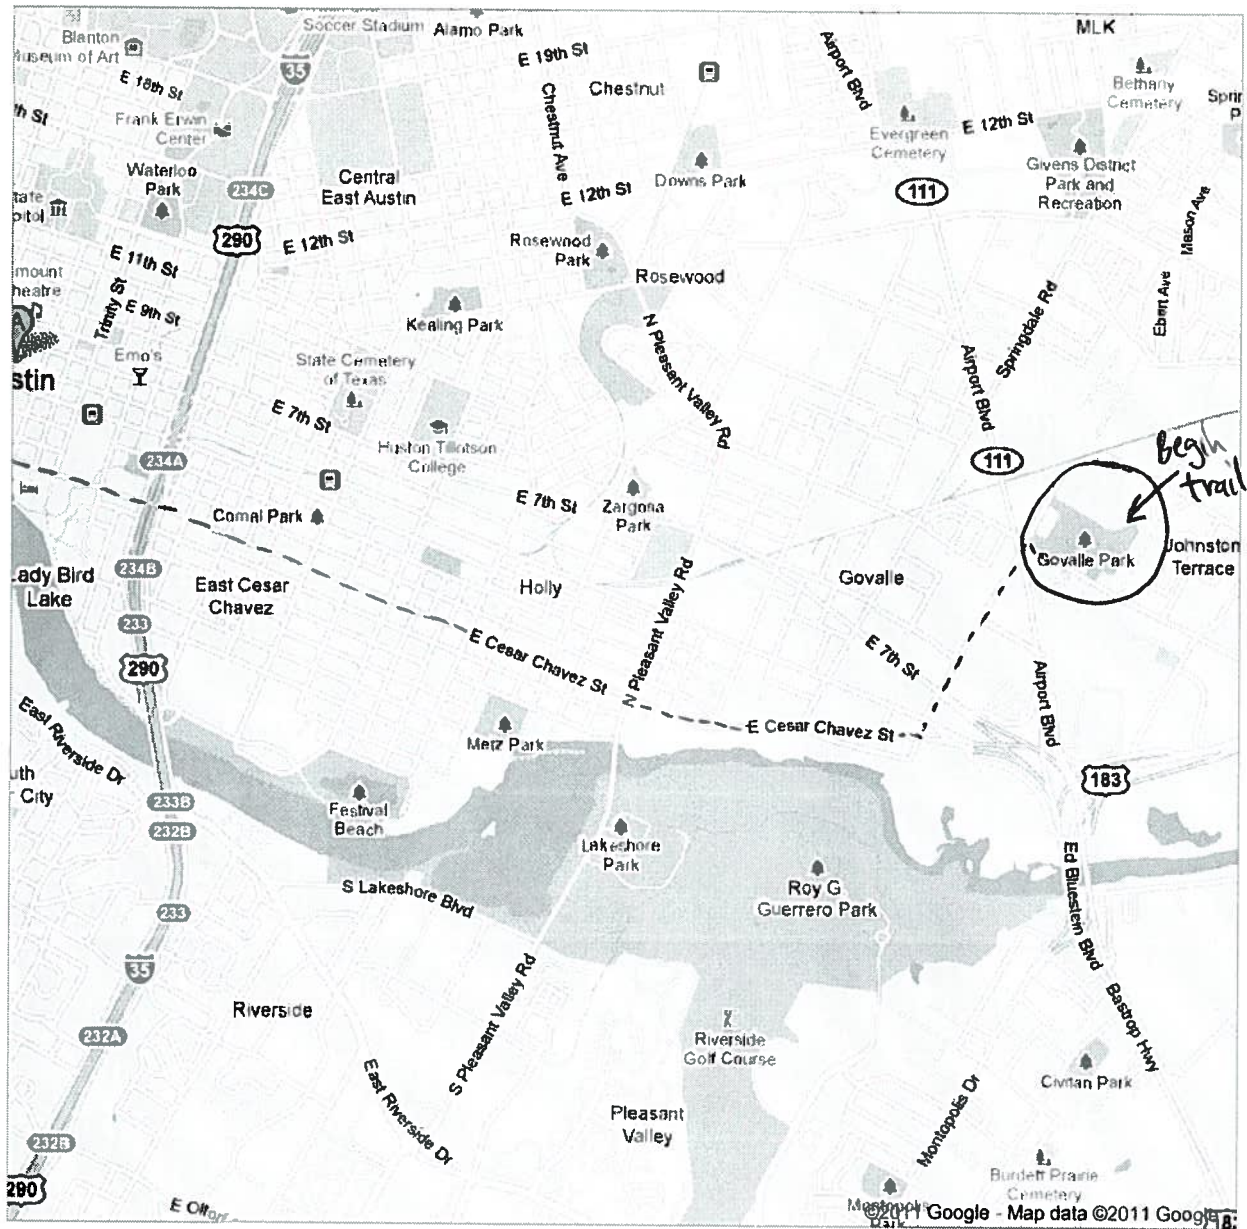 Soccer Stadium
Alamo Park
MLK
Blanton
Museum of Art
35
E 19th St
Airport Blvd
E 18th St
Chestnut
Bethany
Cemetery
Chestnut Ave
th St
Frank Erwin
Center
Evergreen
Cemetery
E 12th St
Waterloo
Park
234C
Central
East Austin
Downs Park
Givens District
Park and
Recreation
111
E 12th St
290
E 12th St
Rosewood
Park
Mason Ave
E 11th St
Rosewood
Trinity St
E 9th St
Kealing Park
N Pleasant Valley Rd
Springdale Rd
Ebert Ave
Emo's
State Cemetery
of Texas
Airport Blvd
stin
E 7th St
Huston Tillotson
College
234A
111
Begin
trail
E 7th St
Zargona
Park
Comal Park
Govalle Park
Johnston
Terrace
Lady Bird
Lake
234B
East Cesar
Chavez
Holly
Govalle
233
N Pleasant Valley Rd
E Cesar Chavez St
E 7th St
290
Airport Blvd
East Riverside Dr
E Cesar Chavez St
Metz Park
183
uth
City
233B
Festival
Beach
232B
Lakeshore
Park
Ed Bluestein Blvd
S Lakeshore Blvd
Roy G
Guerrero Park
233
35
S Pleasant Valley Rd
Riverside
Bastrop Hwy
232A
Riverside
Golf Course
East Riverside Dr
Civitan Park
Montopolis Dr
Pleasant
Valley
232B
Burdett Prairie
Cemetery
290
E Oltorf
Montopolis
Park
©2011 Google - Map data ©2011 Google